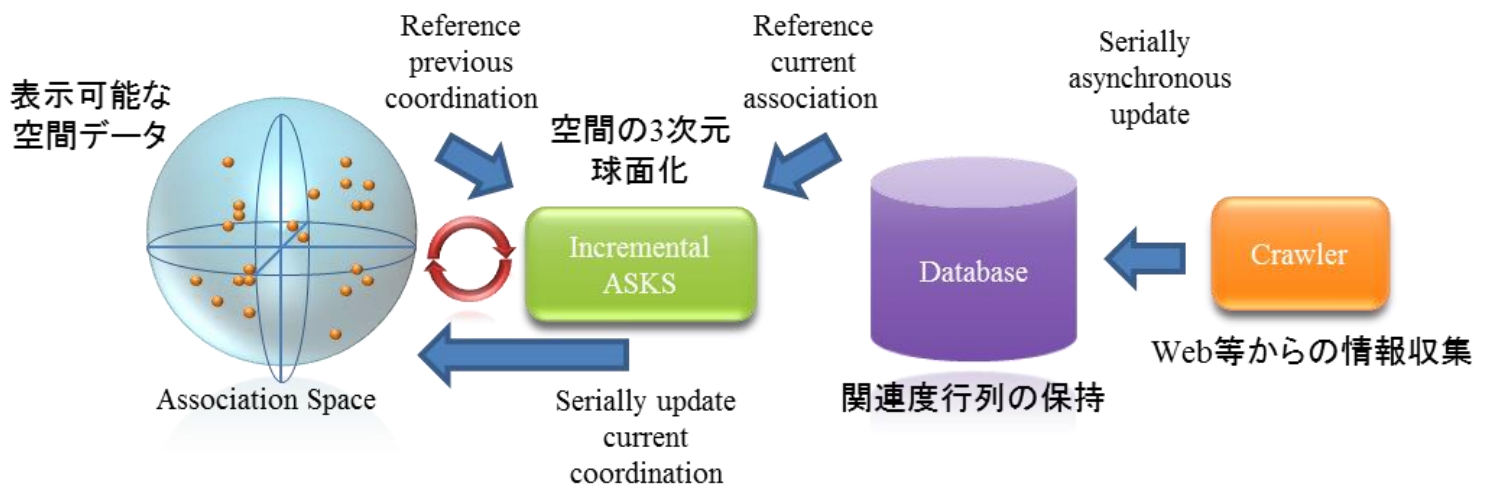 表示可能な
空間データ
Reference
previous
coordination
空間の3次元
球面化
Reference
current
association
Serially
asynchronous
update
Incremental
ASKS
Database
Crawler
Association Space
Serially update
current
coordination
関連度行列の保持
Web等からの情報収集